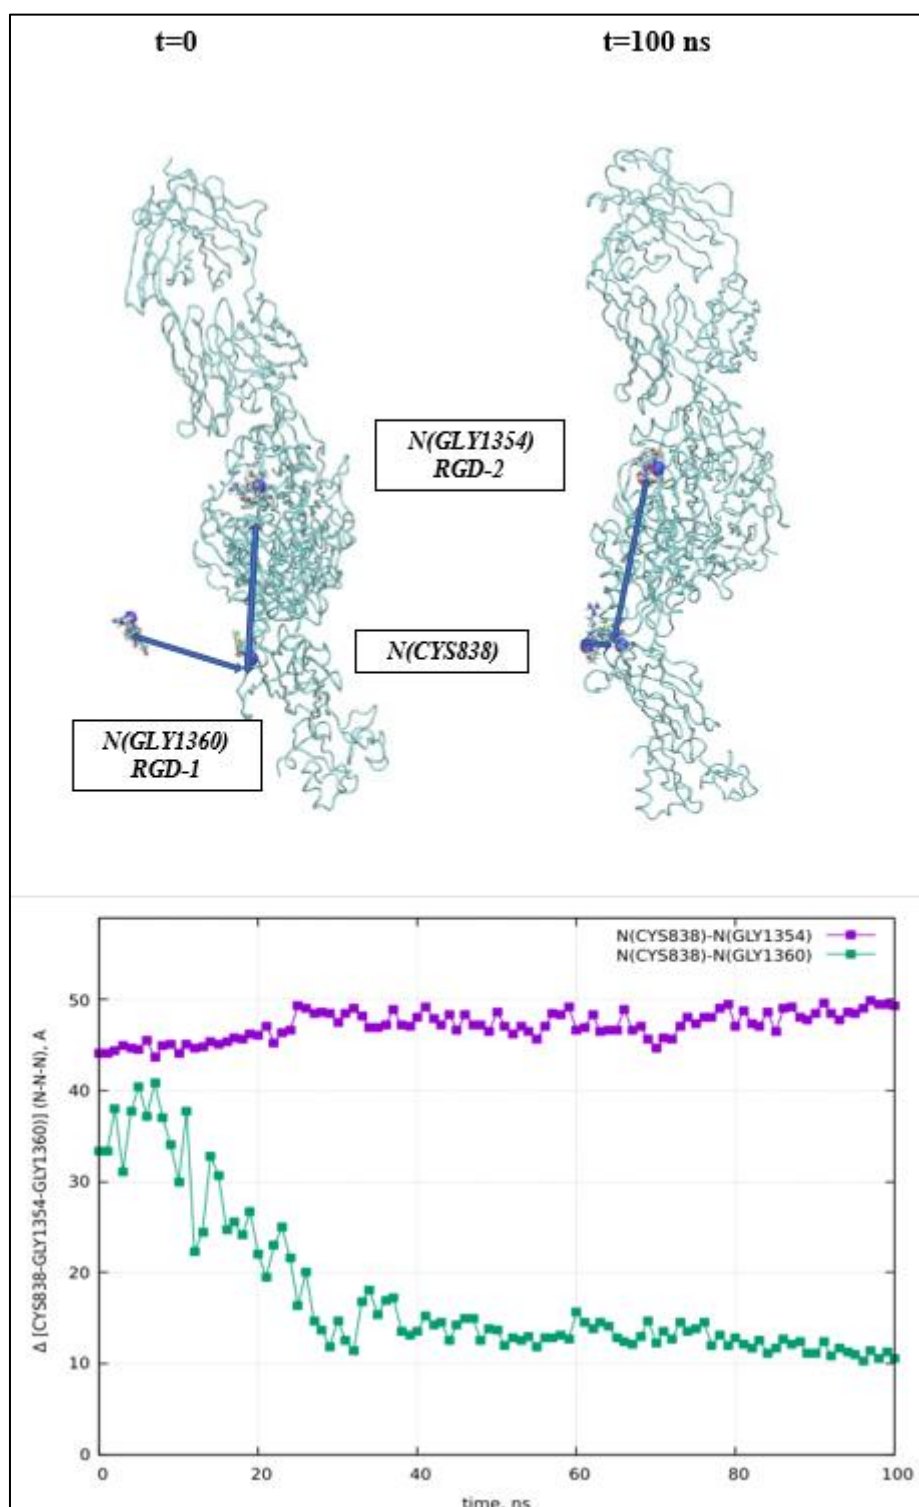 t=0
t=100 ns
N(GLY1354)
RGD-2
N(CYS838)
N(GLY1360)
RGD-1
N(CYS838)-N(GLY1354)
N(CYS838)-N(GLY1360)
Δ [CYS838-GLY1354-GLY1360)] (N-N-N), A
50
40
30
20
10
0
0 20 40 60 80 100
time, ns